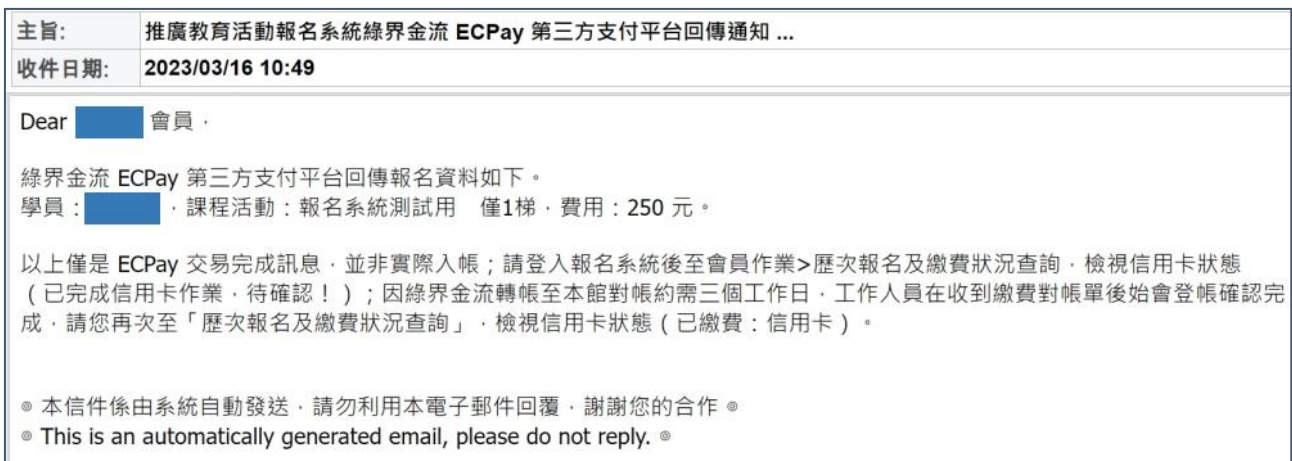 主旨: 推廣教育活動報名系統綠界金流 ECPay 第三方支付平台回傳通知 ...
收件日期: 2023/03/16 10:49
Dear 會員，
綠界金流 ECPay 第三方支付平台回傳報名資料如下。
學員： ，課程活動：報名系統測試用 僅1梯，費用：250 元。
以上僅是 ECPay 交易完成訊息，並非實際入帳；請登入報名系統後至會員作業>歷次報名及繳費狀況查詢，檢視信用卡狀態
（已完成信用卡作業，待確認！）；因綠界金流轉帳至本館對帳約需三個工作日，工作人員在收到繳費對帳單後始會登帳確認完
成，請您再次至「歷次報名及繳費狀況查詢」，檢視信用卡狀態（已繳費：信用卡）。
◎ 本信件係由系統自動發送，請勿利用本電子郵件回覆，謝謝您的合作 ◎
◎ This is an automatically generated email, please do not reply. ◎